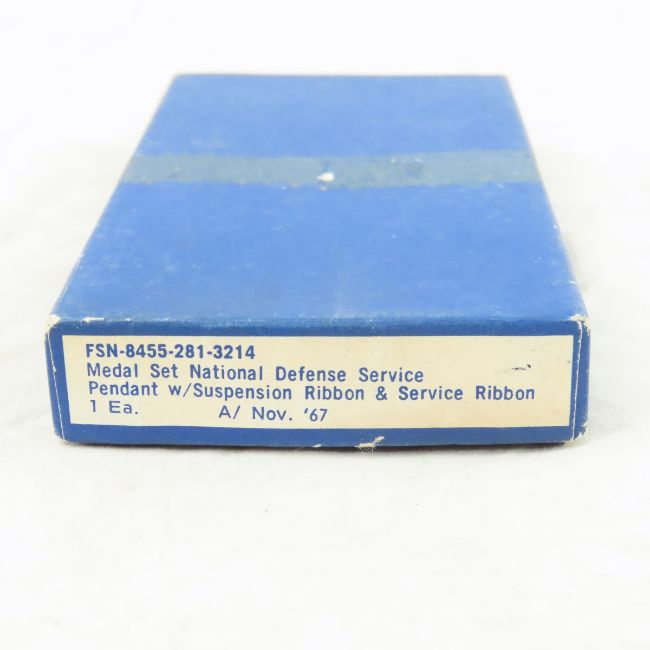 FSN-8455-281-3214
Medal Set National Defense Service
Pendant w/Suspension Ribbon & Service Ribbon
1 Ea. A/ Nov. '67